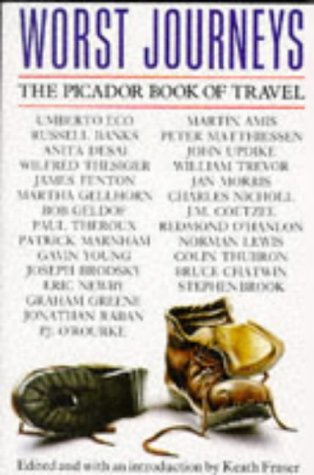 WORST JOURNEYS
THE PICADOR BOOK OF TRAVEL
UMBERTO ECO
RUSSELL BANKS
ANITA DESAI
WILFRED THESIGER
JAMES FENTON
MARTHA GELLHORN
BOB GELDOF
PAUL THEROUX
PATRICK MARNHAM
GAVIN YOUNG
JOSEPH BRODSKY
ERIC NEWBY
GRAHAM GREENE
JONATHAN RABAN
P.J. O'ROURKE
MARTIN AMIS
PETER MATTHIESSEN
JOHN UPDIKE
WILLIAM TREVOR
JAN MORRIS
CHARLES NICHOLL
J.M. COETZEE
REDMOND O'HANLON
NORMAN LEWIS
COLIN THUBRON
BRUCE CHATWIN
STEPHEN BROOK
Edited and with an introduction by Keath Fraser